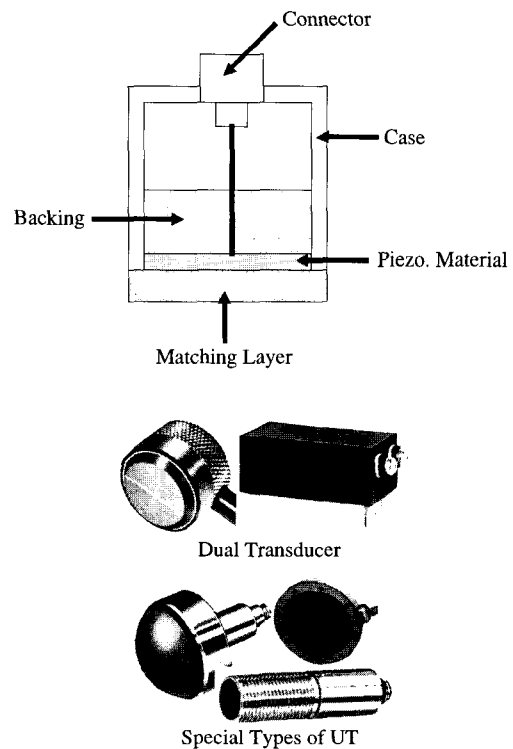 Connector
Case
Backing
Piezo. Material
Matching Layer
Dual Transducer
Special Types of UT